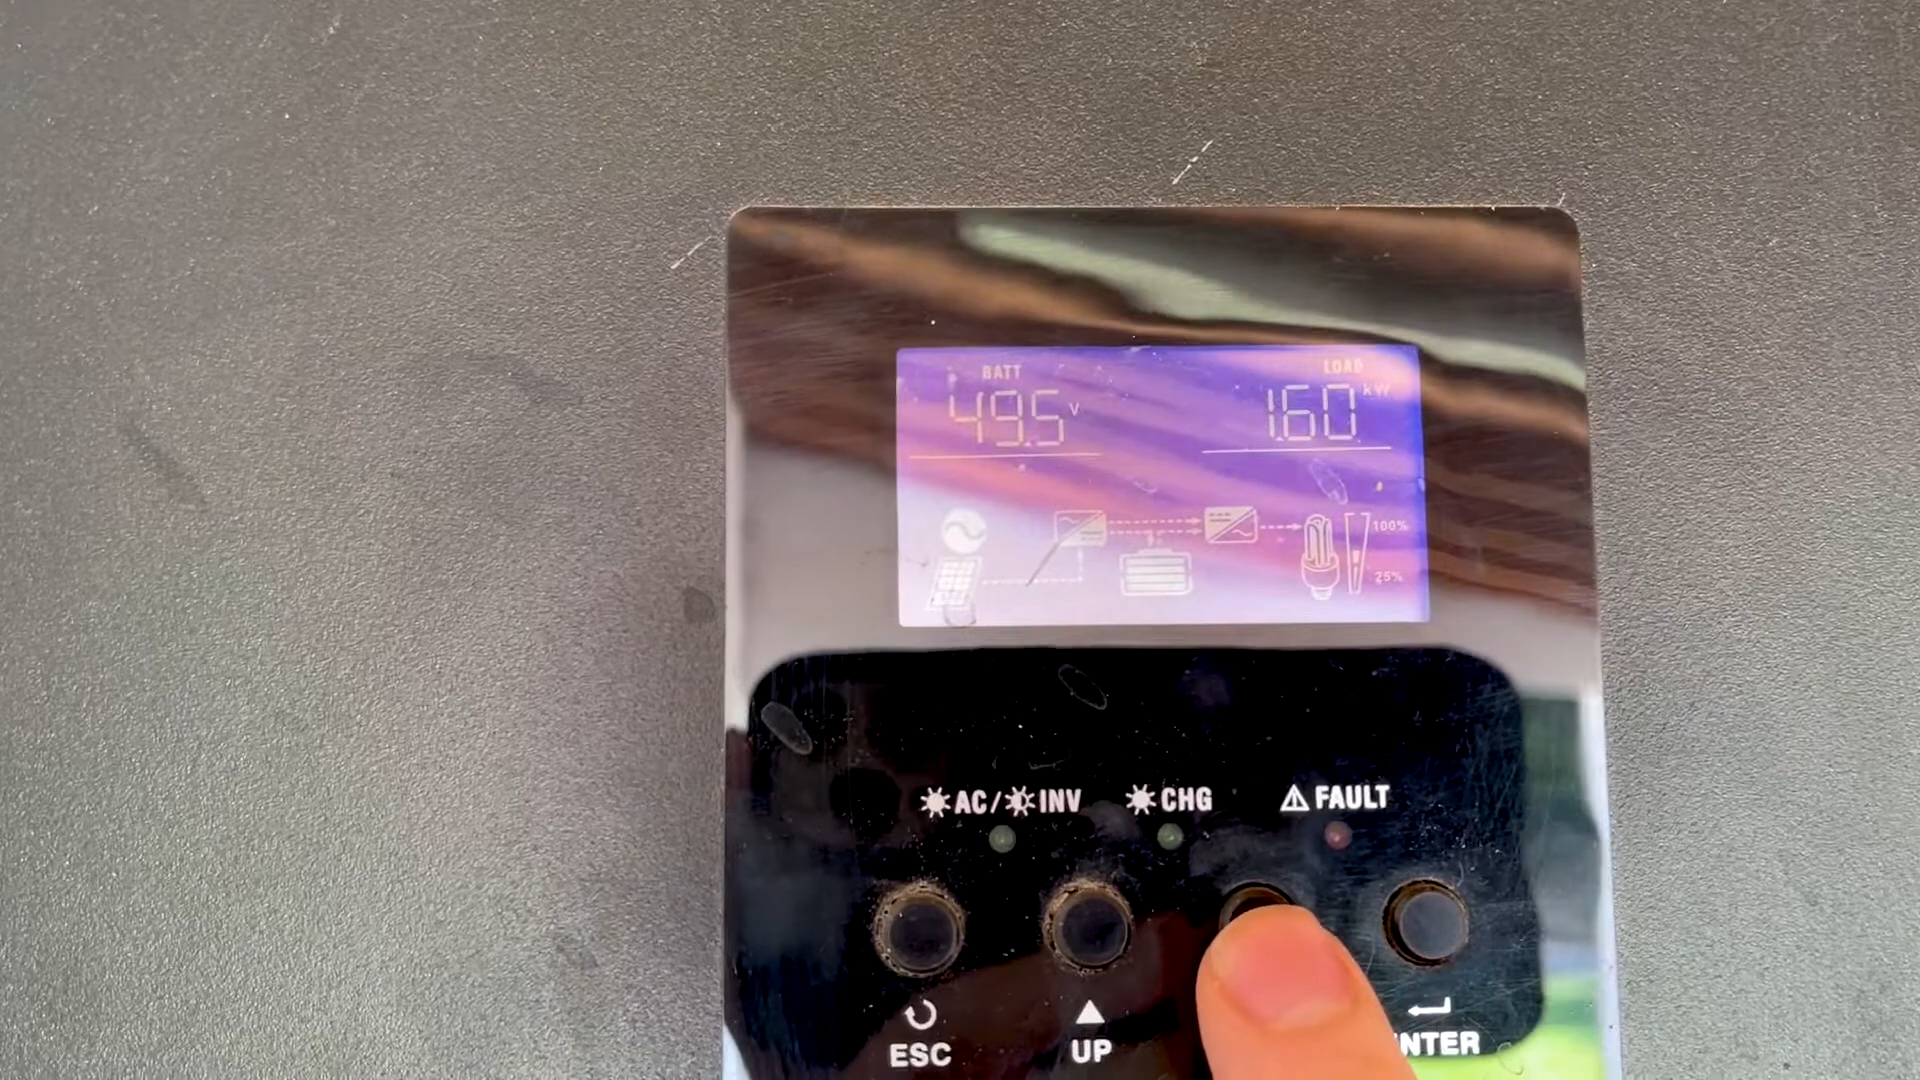 BATT LOAD
49.5 V 1.60 kW
100%
25%
AC/ INV CHG FAULT
ESC UP NTER